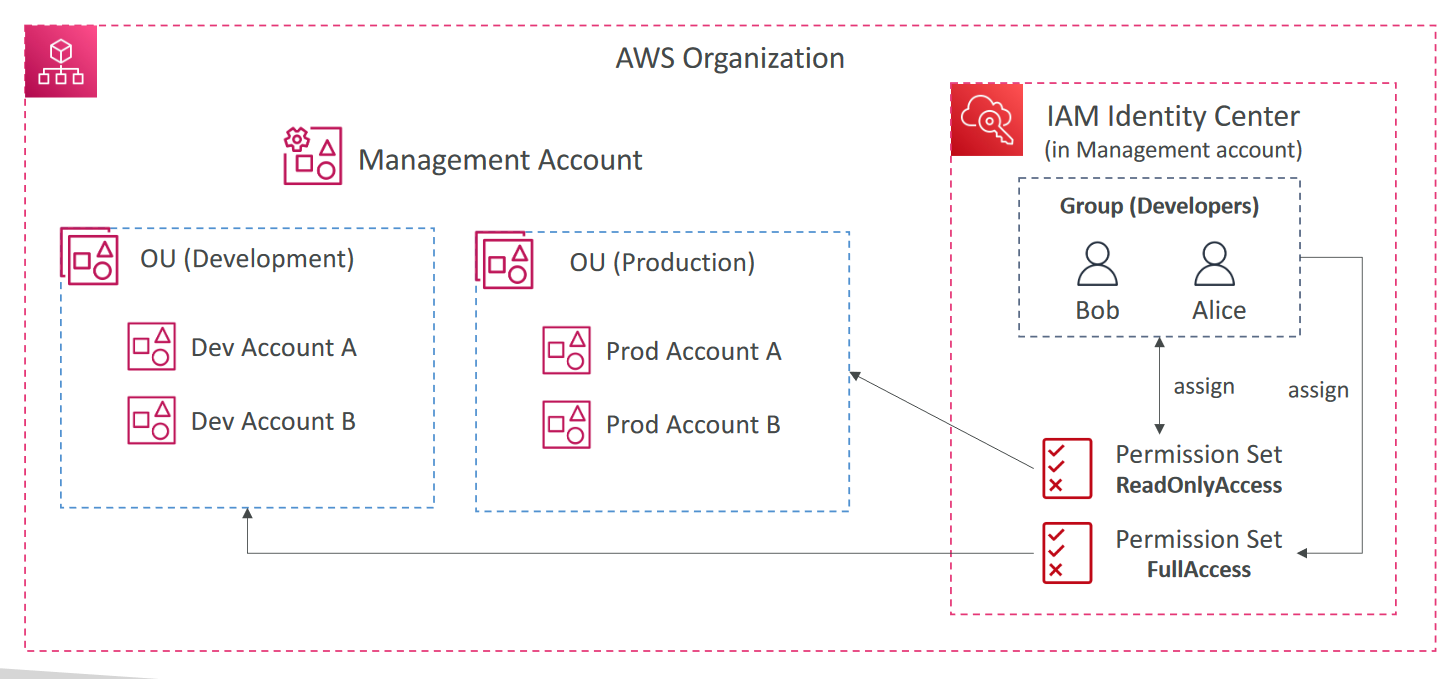 AWS Organization
Management Account
OU (Development)
Dev Account A
Dev Account B
OU (Production)
Prod Account A
Prod Account B
IAM Identity Center
(in Management account)
Group (Developers)
Bob
Alice
assign
assign
Permission Set
ReadOnlyAccess
Permission Set
FullAccess